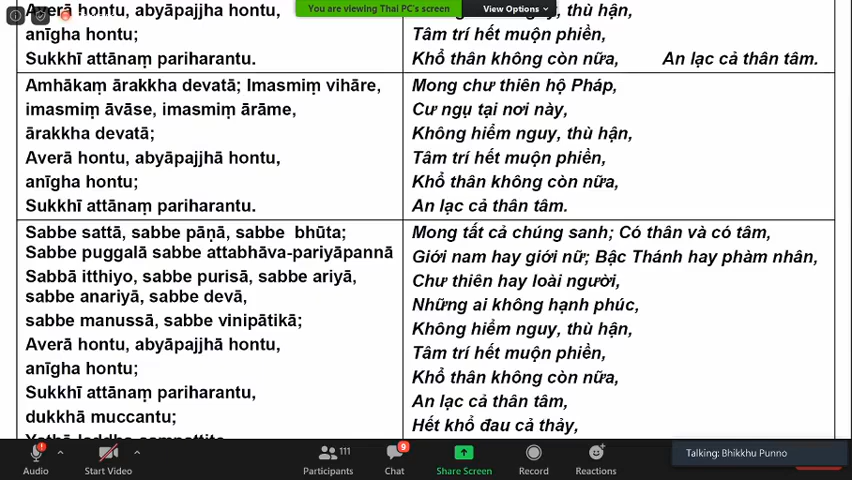 You are viewing Thai PC's screen
View Options
Averā hontu, abyāpajjha hontu,
anīgha hontu;
Sukkhī attānaṃ pariharantu.
thù hận,
Tâm trí hết muộn phiền,
Khổ thân không còn nữa, An lạc cả thân tâm.
Amhākaṃ ārakkha devatā; Imasmiṃ vihāre,
imasmiṃ āvāse, imasmiṃ ārāme,
ārakkha devatā;
Averā hontu, abyāpajjhā hontu,
anīgha hontu;
Sukkhī attānaṃ pariharantu.
Mong chư thiên hộ Pháp,
Cư ngụ tại nơi này,
Không hiểm nguy, thù hận,
Tâm trí hết muộn phiền,
Khổ thân không còn nữa,
An lạc cả thân tâm.
Sabbe sattā, sabbe pāṇā, sabbe bhūta;
Sabbe puggalā sabbe attabhāva-pariyāpannā
Sabbā itthiyo, sabbe purisā, sabbe ariyā,
sabbe anariyā, sabbe devā,
sabbe manussā, sabbe vinipātikā;
Averā hontu, abyāpajjhā hontu,
anīgha hontu;
Sukkhī attānaṃ pariharantu,
dukkhā muccantu;
Mong tất cả chúng sanh; Có thân và có tâm,
Giới nam hay giới nữ; Bậc Thánh hay phàm nhân,
Chư thiên hay loài người,
Những ai không hạnh phúc,
Không hiểm nguy, thù hận,
Tâm trí hết muộn phiền,
Khổ thân không còn nữa,
An lạc cả thân tâm,
Hết khổ đau cả thảy,
Audio
Start Video
111
Participants
9
Chat
Share Screen
Record
Reactions
Talking: Bhikkhu Punno